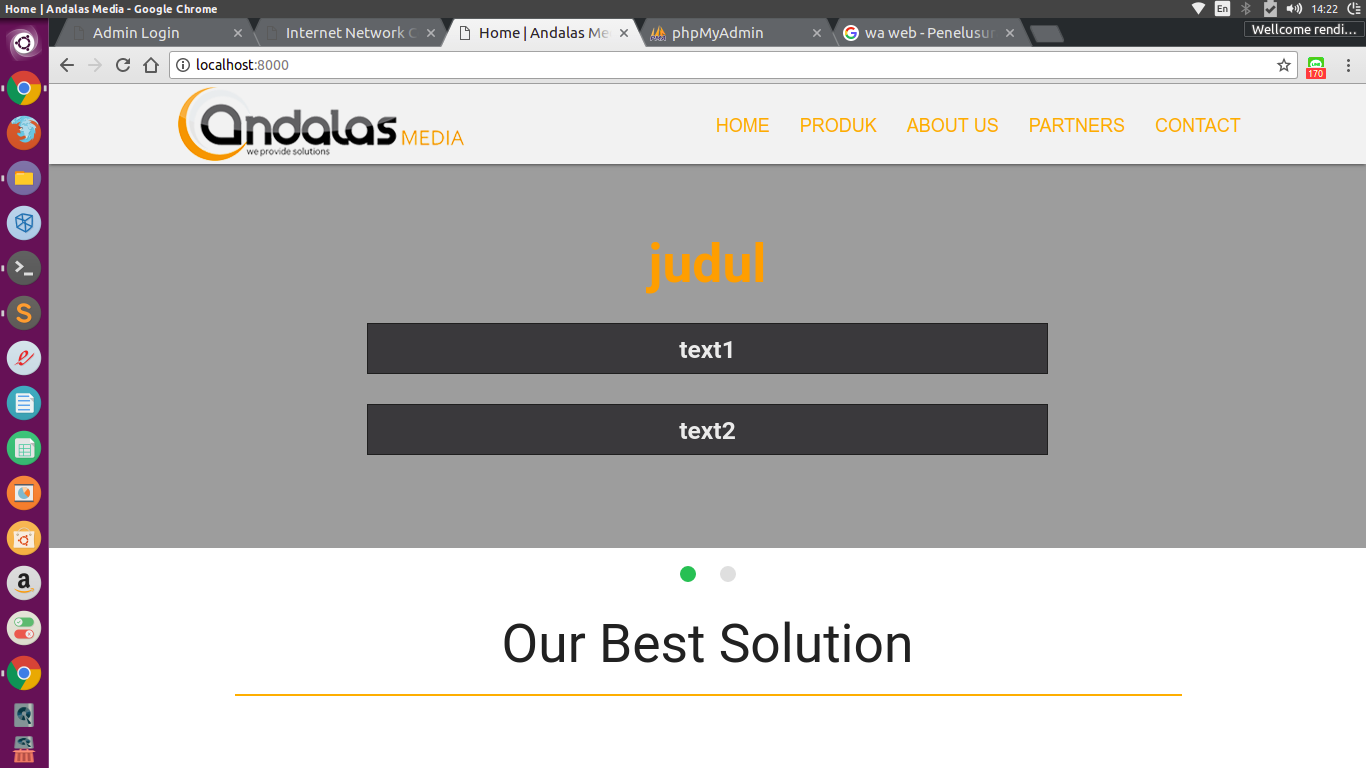 Home | Andalas Media - Google Chrome
En
14:22
Admin Login
Internet Network
Home | Andalas Me
phpMyAdmin
wa web - Penelusur
Wellcome rendi...
localhost:8000
170
andalas MEDIA
we provide solutions
HOME PRODUK ABOUT US PARTNERS CONTACT
judul
text1
text2
Our Best Solution